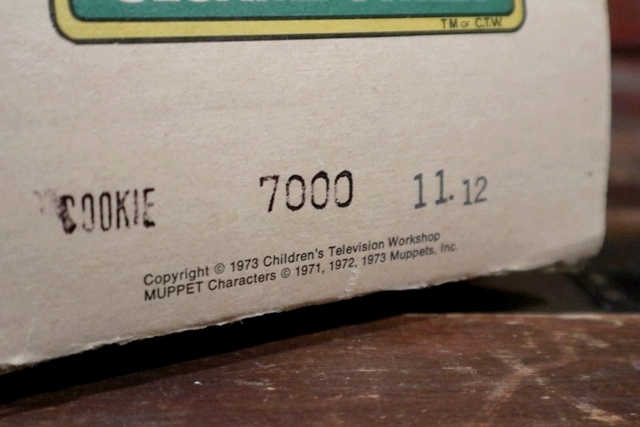 TM OF C.T.W.
COOKIE 7000 11.12
Copyright © 1973 Children's Television Workshop
MUPPET Characters © 1971, 1972, 1973 Muppets, Inc.